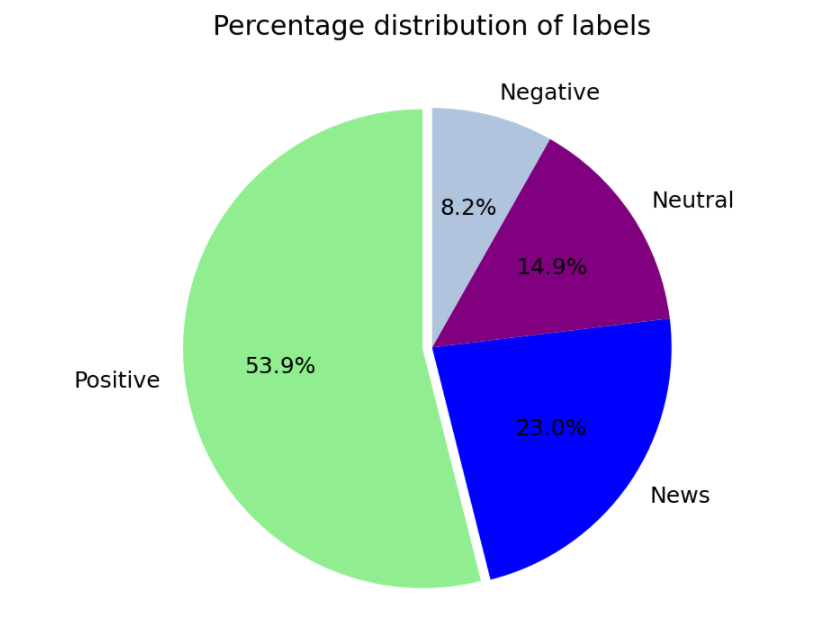 Percentage distribution of labels
Negative
8.2%
Neutral
14.9%
Positive
53.9%
23.0%
News